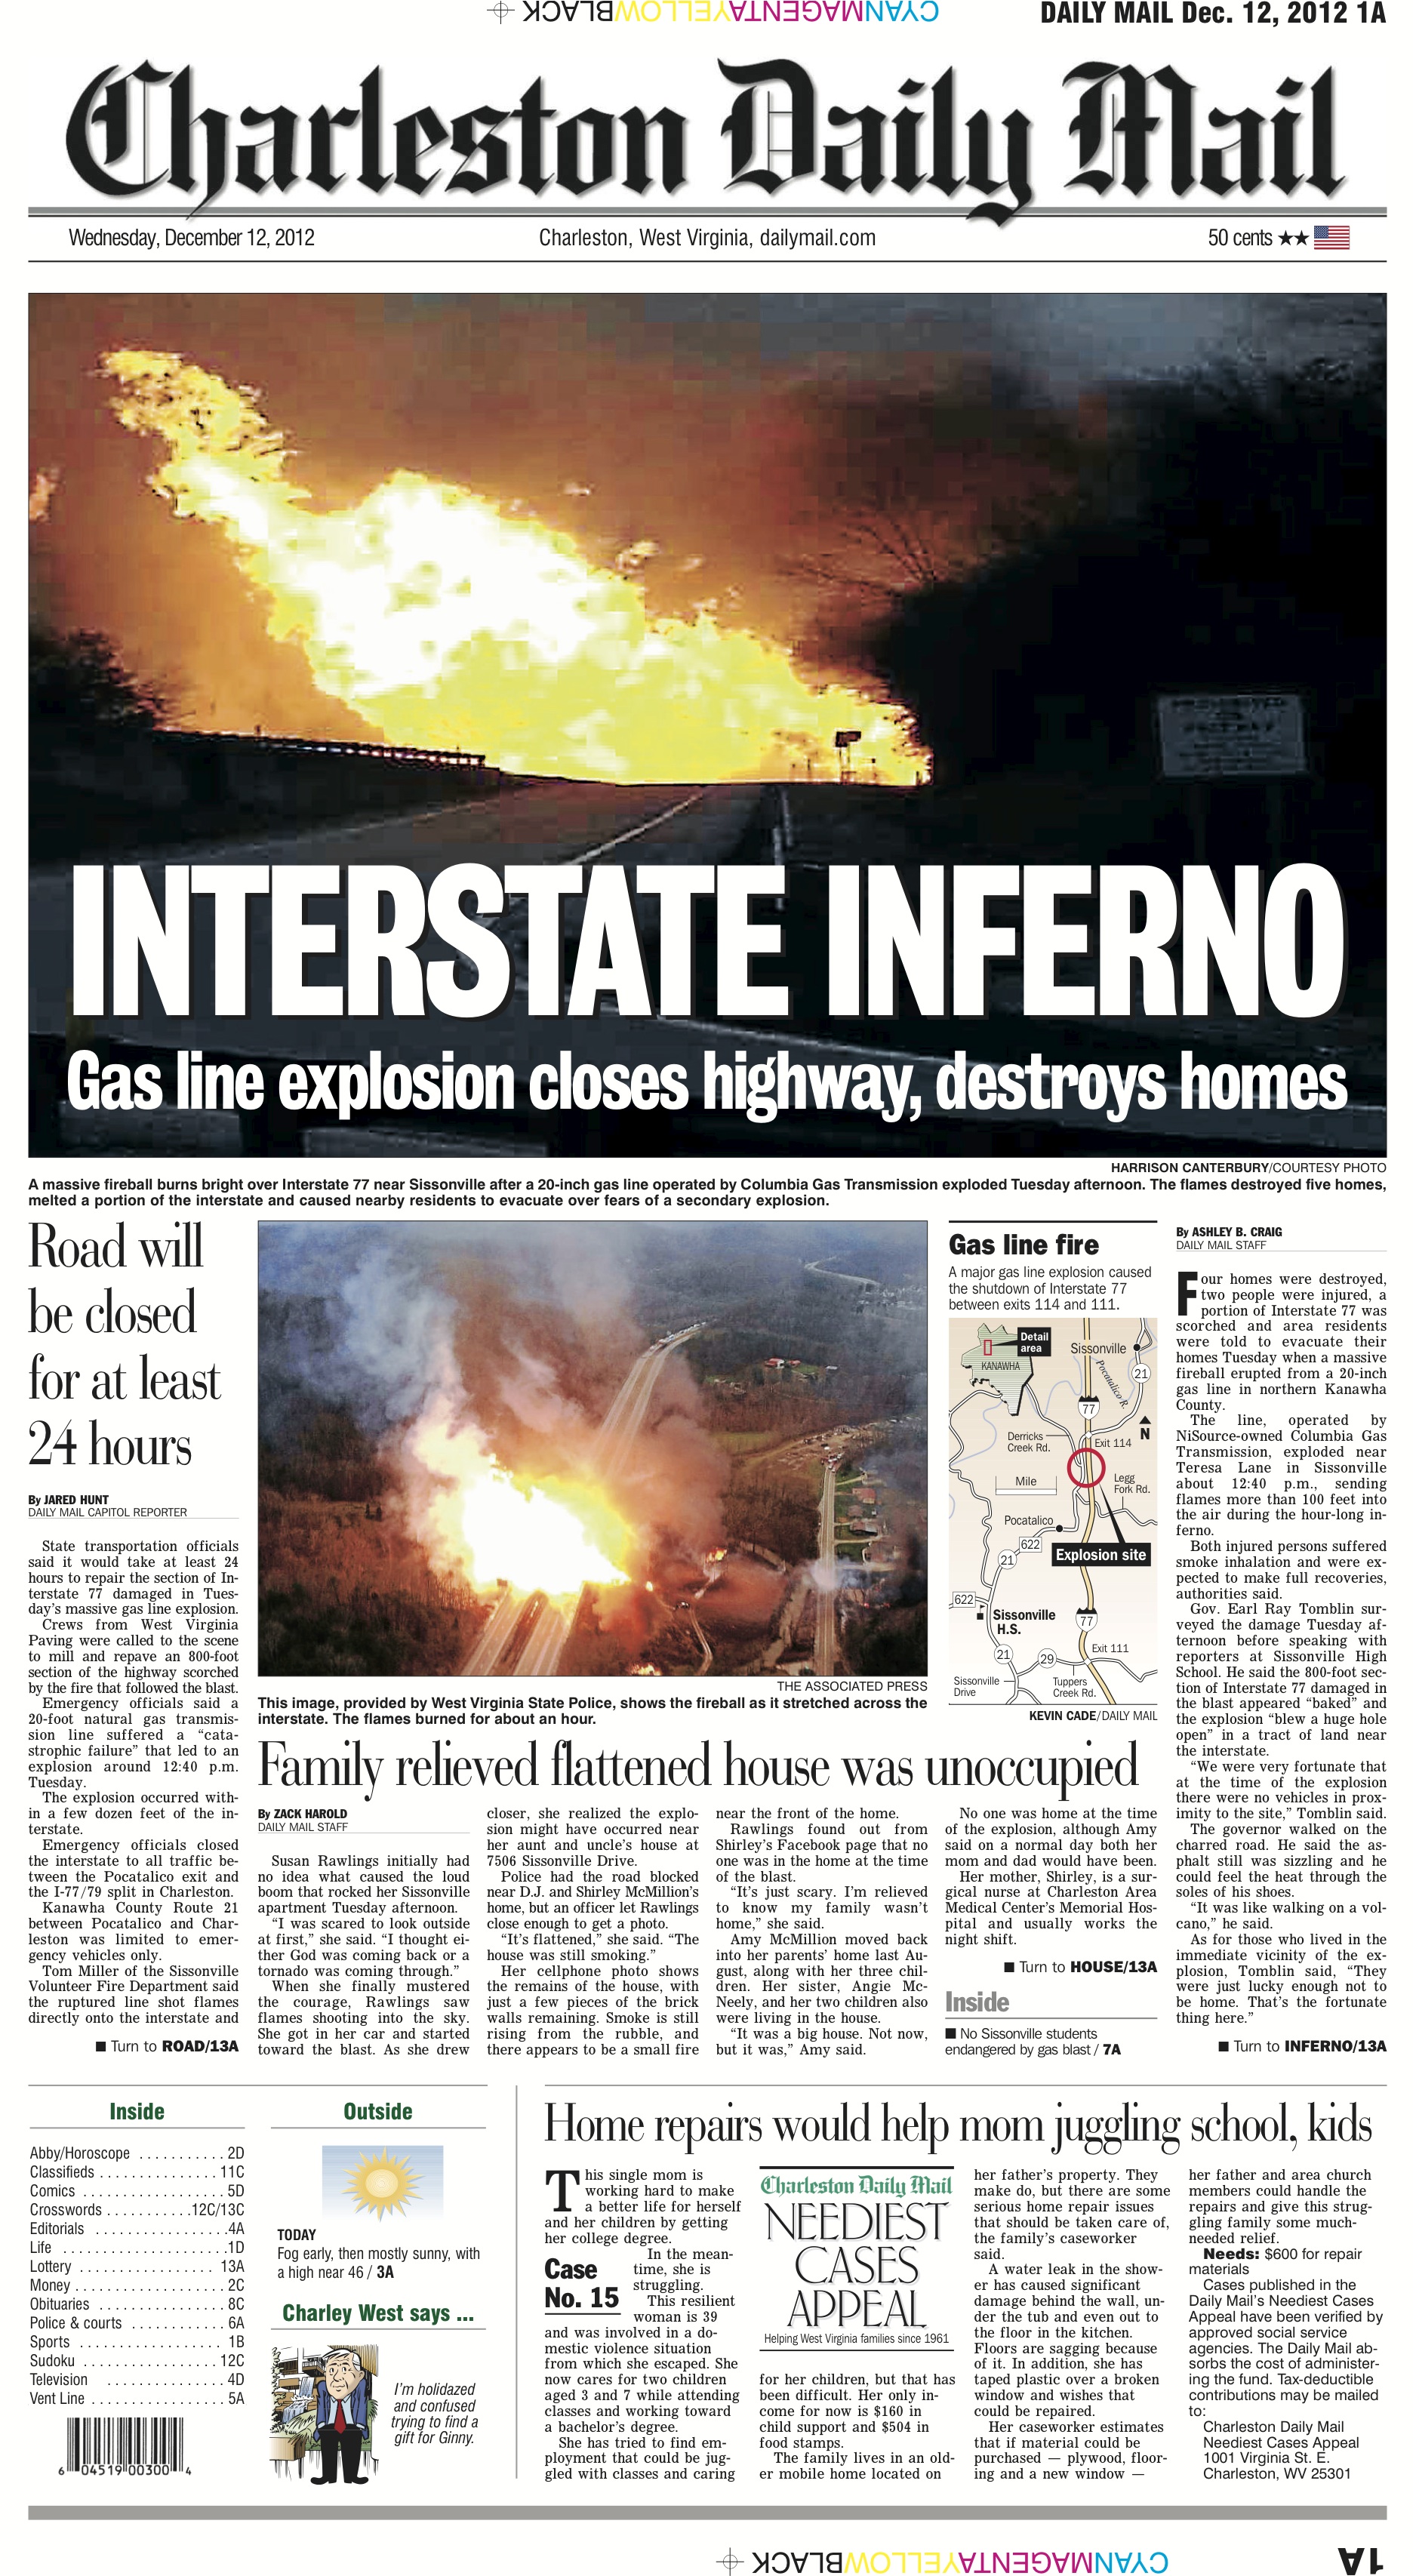 CYANMAGENTAYELLOWBLACK
DAILY MAIL Dec. 12, 2012 1A
Charleston Daily Mail
Wednesday, December 12, 2012
Charleston, West Virginia, dailymail.com
50 cents ★★
INTERSTATE INFERNO
Gas line explosion closes highway, destroys homes
HARRISON CANTERBURY/COURTESY PHOTO
A massive fireball burns bright over Interstate 77 near Sissonville after a 20-inch gas line operated by Columbia Gas Transmission exploded Tuesday afternoon. The flames destroyed five homes,
melted a portion of the interstate and caused nearby residents to evacuate over fears of a secondary explosion.
Road will
be closed
for at least
24 hours
By JARED HUNT
DAILY MAIL CAPITOL REPORTER
State transportation officials
said it would take at least 24
hours to repair the section of In-
terstate 77 damaged in Tues-
day's massive gas line explosion.
Crews from West Virginia
Paving were called to the scene
to mill and repave an 800-foot
section of the highway scorched
by the fire that followed the blast.
Emergency officials said a
20-foot natural gas transmis-
sion line suffered a “cata-
strophic failure” that led to an
explosion around 12:40 p.m.
Tuesday.
The explosion occurred with-
in a few dozen feet of the in-
terstate.
Emergency officials closed
the interstate to all traffic be-
tween the Pocatalico exit and
the I-77/79 split in Charleston.
Kanawha County Route 21
between Pocatalico and Char-
leston was limited to emer-
gency vehicles only.
Tom Miller of the Sissonville
Volunteer Fire Department said
the ruptured line shot flames
directly onto the interstate and
■ Turn to ROAD/13A
THE ASSOCIATED PRESS
This image, provided by West Virginia State Police, shows the fireball as it stretched across the
interstate. The flames burned for about an hour.
Gas line fire
A major gas line explosion caused
the shutdown of Interstate 77
between exits 114 and 111.
Detail
area
KANAWHA
Sissonville
Pocatalico R.
21
77
N
Derricks
Creek Rd.
Exit 114
Mile
Legg
Fork Rd.
Pocatalico
622
21
Explosion site
622
Sissonville
H.S.
77
21
29
Exit 111
Sissonville
Drive
Tuppers
Creek Rd.
KEVIN CADE/DAILY MAIL
By ASHLEY B. CRAIG
DAILY MAIL STAFF
Four homes were destroyed,
two people were injured, a
portion of Interstate 77 was
scorched and area residents
were told to evacuate their
homes Tuesday when a massive
fireball erupted from a 20-inch
gas line in northern Kanawha
County.
The line, operated by
NiSource-owned Columbia Gas
Transmission, exploded near
Teresa Lane in Sissonville
about 12:40 p.m., sending
flames more than 100 feet into
the air during the hour-long in-
ferno.
Both injured persons suffered
smoke inhalation and were ex-
pected to make full recoveries,
authorities said.
Gov. Earl Ray Tomblin sur-
veyed the damage Tuesday af-
ternoon before speaking with
reporters at Sissonville High
School. He said the 800-foot sec-
tion of Interstate 77 damaged in
the blast appeared “baked” and
the explosion “blew a huge hole
open” in a tract of land near
the interstate.
“We were very fortunate that
at the time of the explosion
there were no vehicles in prox-
imity to the site,” Tomblin said.
The governor walked on the
charred road. He said the as-
phalt still was sizzling and he
could feel the heat through the
soles of his shoes.
“It was like walking on a vol-
cano,” he said.
As for those who lived in the
immediate vicinity of the ex-
plosion, Tomblin said, “They
were just lucky enough not to
be home. That's the fortunate
thing here.”
■ Turn to INFERNO/13A
Family relieved flattened house was unoccupied
By ZACK HAROLD
DAILY MAIL STAFF
Susan Rawlings initially had
no idea what caused the loud
boom that rocked her Sissonville
apartment Tuesday afternoon.
“I was scared to look outside
at first,” she said. “I thought ei-
ther God was coming back or a
tornado was coming through.”
When she finally mustered
the courage, Rawlings saw
flames shooting into the sky.
She got in her car and started
toward the blast. As she drew
closer, she realized the explo-
sion might have occurred near
her aunt and uncle's house at
7506 Sissonville Drive.
Police had the road blocked
near D.J. and Shirley McMillion's
home, but an officer let Rawlings
close enough to get a photo.
“It's flattened,” she said. “The
house was still smoking.”
Her cellphone photo shows
the remains of the house, with
just a few pieces of the brick
walls remaining. Smoke is still
rising from the rubble, and
there appears to be a small fire
near the front of the home.
Rawlings found out from
Shirley's Facebook page that no
one was in the home at the time
of the blast.
“It's just scary. I'm relieved
to know my family wasn't
home,” she said.
Amy McMillion moved back
into her parents' home last Au-
gust, along with her three chil-
dren. Her sister, Angie Mc-
Neely, and her two children also
were living in the house.
“It was a big house. Not now,
but it was,” Amy said.
No one was home at the time
of the explosion, although Amy
said on a normal day both her
mom and dad would have been.
Her mother, Shirley, is a sur-
gical nurse at Charleston Area
Medical Center's Memorial Hos-
pital and usually works the
night shift.
■ Turn to HOUSE/13A
Inside
■ No Sissonville students
endangered by gas blast / 7A
Inside
Abby/Horoscope . . . . . . . . . . . 2D
Classifieds . . . . . . . . . . . . . . . 11C
Comics . . . . . . . . . . . . . . . . . . 5D
Crosswords . . . . . . . . . . .12C/13C
Editorials . . . . . . . . . . . . . . . . .4A
Life . . . . . . . . . . . . . . . . . . . . .1D
Lottery . . . . . . . . . . . . . . . . . 13A
Money . . . . . . . . . . . . . . . . . . . 2C
Obituaries . . . . . . . . . . . . . . . . 8C
Police & courts . . . . . . . . . . . . 6A
Sports . . . . . . . . . . . . . . . . . . 1B
Sudoku . . . . . . . . . . . . . . . . . 12C
Television . . . . . . . . . . . . . . . 4D
Vent Line . . . . . . . . . . . . . . . . . 5A
6 04519 00300 4
Outside
TODAY
Fog early, then mostly sunny, with
a high near 46 / 3A
Charley West says ...
I'm holidazed
and confused
trying to find a
gift for Ginny.
Home repairs would help mom juggling school, kids
This single mom is
working hard to make
a better life for herself
and her children by getting
her college degree.
Case
No. 15
In the mean-
time, she is
struggling.
This resilient
woman is 39
and was involved in a do-
mestic violence situation
from which she escaped. She
now cares for two children
aged 3 and 7 while attending
classes and working toward
a bachelor's degree.
She has tried to find em-
ployment that could be jug-
gled with classes and caring
Charleston Daily Mail
NEEDIEST
CASES
APPEAL
Helping West Virginia families since 1961
for her children, but that has
been difficult. Her only in-
come for now is $160 in
child support and $504 in
food stamps.
The family lives in an old-
er mobile home located on
her father's property. They
make do, but there are some
serious home repair issues
that should be taken care of,
the family's caseworker
said.
A water leak in the show-
er has caused significant
damage behind the wall, un-
der the tub and even out to
the floor in the kitchen.
Floors are sagging because
of it. In addition, she has
taped plastic over a broken
window and wishes that
could be repaired.
Her caseworker estimates
that if material could be
purchased — plywood, floor-
ing and a new window —
her father and area church
members could handle the
repairs and give this strug-
gling family some much-
needed relief.
Needs: $600 for repair
materials
Cases published in the
Daily Mail's Neediest Cases
Appeal have been verified by
approved social service
agencies. The Daily Mail ab-
sorbs the cost of administer-
ing the fund. Tax-deductible
contributions may be mailed
to:
Charleston Daily Mail
Neediest Cases Appeal
1001 Virginia St. E.
Charleston, WV 25301
CYANMAGENTAYELLOWBLACK
1A